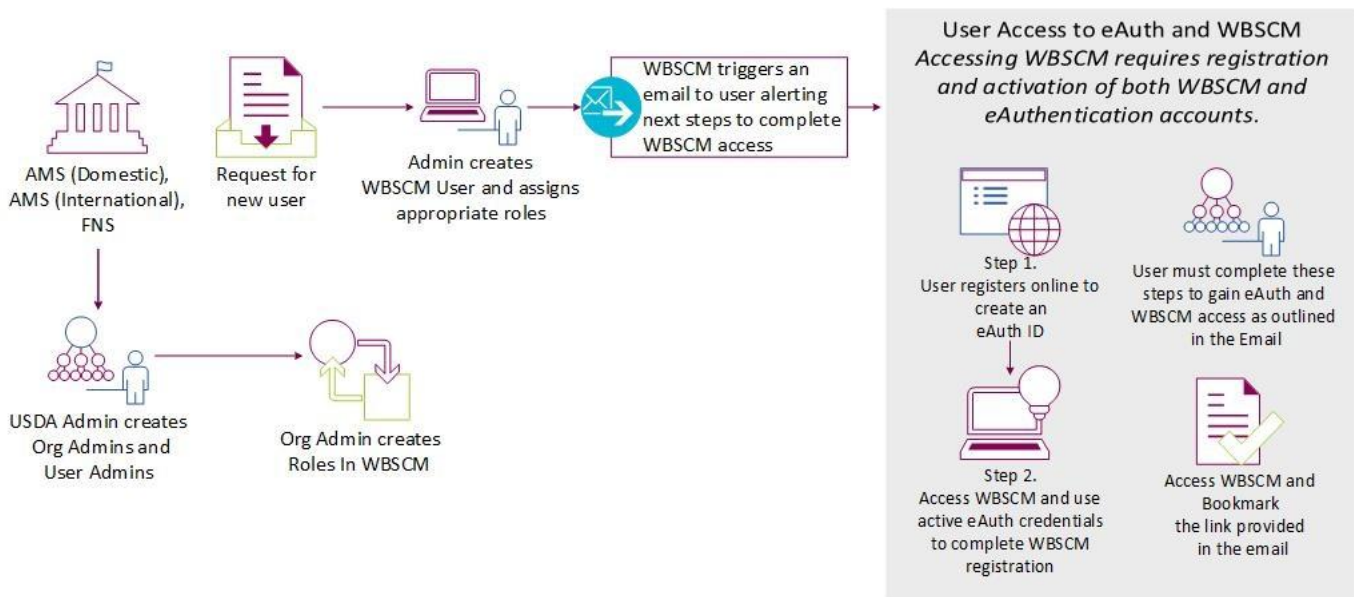 AMS (Domestic),
AMS (International),
FNS
Request for
new user
Admin creates
WBSCM User and assigns
appropriate roles
WBSCM triggers an
email to user alerting
next steps to complete
WBSCM access
USDA Admin creates
Org Admins and
User Admins
Org Admin creates
Roles In WBSCM
User Access to eAuth and WBSCM
Accessing WBSCM requires registration
and activation of both WBSCM and
eAuthentication accounts.
Step 1.
User registers online to
create an
eAuth ID
User must complete these
steps to gain eAuth and
WBSCM access as outlined
in the Email
Step 2.
Access WBSCM and use
active eAuth credentials
to complete WBSCM
registration
Access WBSCM and
Bookmark
the link provided
in the email